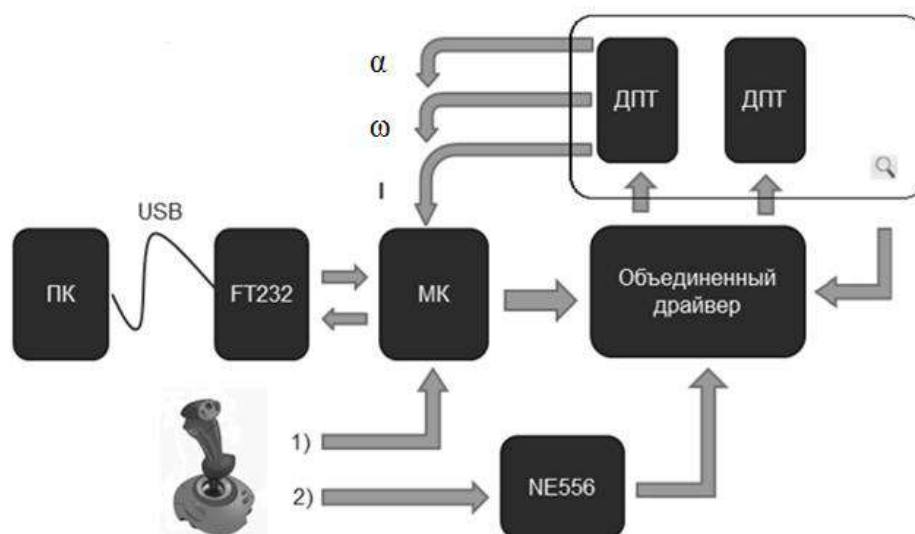 α
ДПТ
ДПТ
ω
I
USB
ПК
FT232
МК
Объединенный
драйвер
1)
2)
NE556